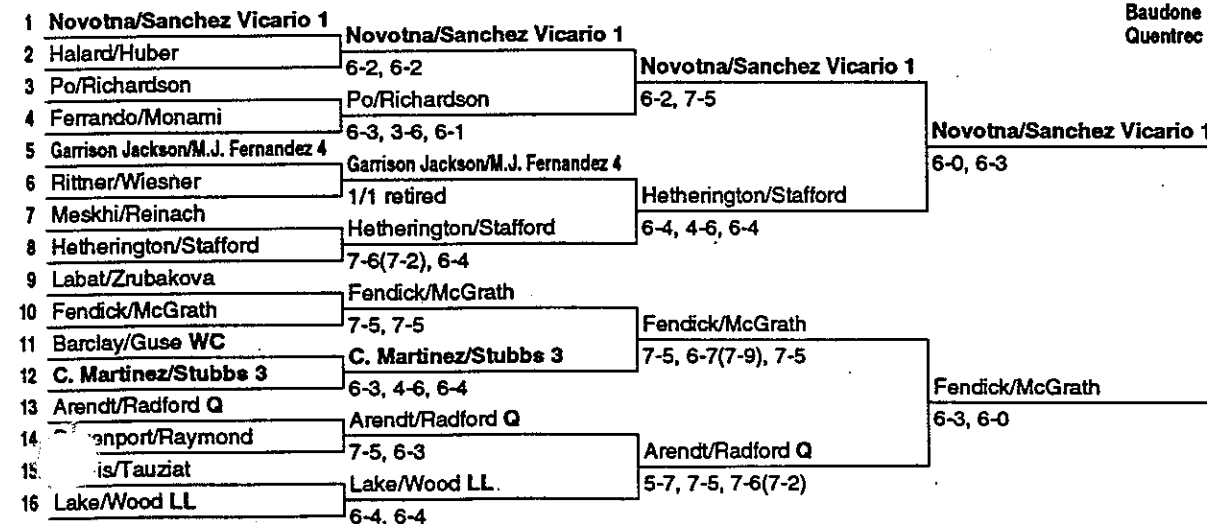 Baudone
Quentrec
1 Novotna/Sanchez Vicario 1
2 Halard/Huber
3 Po/Richardson
4 Ferrando/Monami
5 Garrison Jackson/M.J. Fernandez 4
6 Rittner/Wiesner
7 Meskhi/Reinach
8 Hetherington/Stafford
9 Labat/Zrubakova
10 Fendick/McGrath
11 Barclay/Guse WC
12 C. Martinez/Stubbs 3
13 Arendt/Radford Q
14 enport/Raymond
15 is/Tauziat
16 Lake/Wood LL
Novotna/Sanchez Vicario 1
6-2, 6-2
Po/Richardson
6-3, 3-6, 6-1
Garrison Jackson/M.J. Fernandez 4
1/1 retired
Hetherington/Stafford
7-6(7-2), 6-4
Fendick/McGrath
7-5, 7-5
C. Martinez/Stubbs 3
6-3, 4-6, 6-4
Arendt/Radford Q
7-5, 6-3
Lake/Wood LL
6-4, 6-4
Novotna/Sanchez Vicario 1
6-2, 7-5
Hetherington/Stafford
6-4, 4-6, 6-4
Fendick/McGrath
7-5, 6-7(7-9), 7-5
Arendt/Radford Q
5-7, 7-5, 7-6(7-2)
Novotna/Sanchez Vicario 1
6-0, 6-3
Fendick/McGrath
6-3, 6-0